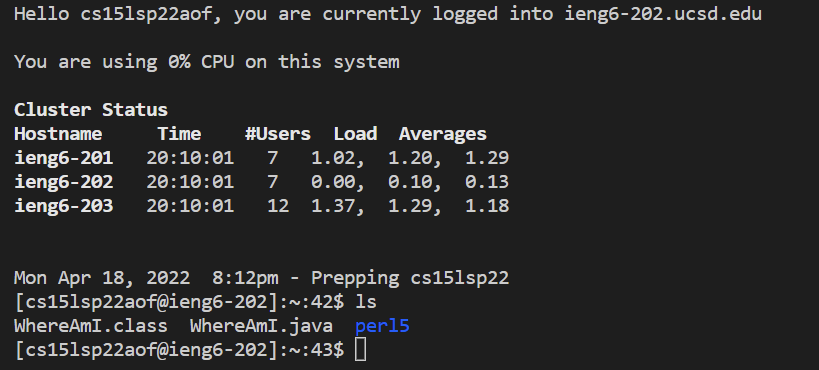 Hello cs15lsp22aof, you are currently logged into ieng6-202.ucsd.edu
You are using 0% CPU on this system
Cluster Status
Hostname     Time    #Users  Load  Averages
ieng6-201   20:10:01   7   1.02,  1.20,  1.29
ieng6-202   20:10:01   7   0.00,  0.10,  0.13
ieng6-203   20:10:01   12  1.37,  1.29,  1.18
Mon Apr 18, 2022  8:12pm - Prepping cs15lsp22
[cs15lsp22aof@ieng6-202]:~:42$ ls
WhereAmI.class  WhereAmI.java  perl5
[cs15lsp22aof@ieng6-202]:~:43$